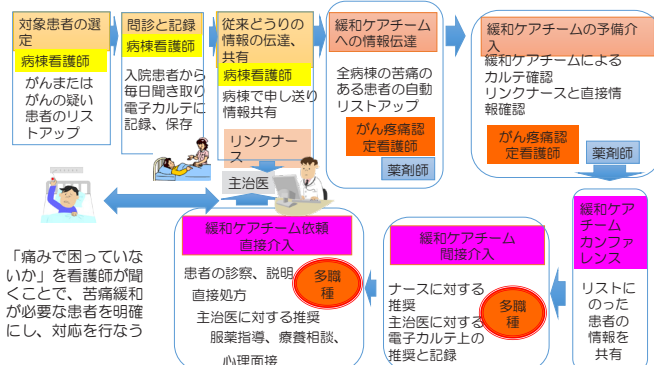 対象患者の選
定
病棟看護師
がんまたは
がんの疑い
患者のリス
トアップ
問診と記録
病棟看護師
入院患者から
毎日聞き取り
電子カルテに
記録、保存
従来どうりの
情報の伝達、
共有
病棟看護師
病棟で申し送り
情報共有
リンクナー
ス
主治医
緩和ケアチーム
への情報伝達
全病棟の苦痛の
ある患者の自動
リストアップ
がん疼痛認
定看護師
薬剤師
緩和ケアチームの予備介
入
緩和ケアチームによる
カルテ確認
リンクナースと直接情
報確認
がん疼痛認
定看護師
薬剤師
緩和ケア
チーム
カンファ
レンス
リストに
のった
患者の
情報を
共有
緩和ケアチーム
間接介入
ナースに対する
推奨
主治医に対する
電子カルテ上の
推奨と記録
多職
種
緩和ケアチーム依頼
直接介入
患者の診察、説明
直接処方
主治医に対する推奨
服薬指導、療養相談、
心理面接
多職
種
「痛みで困っていな
いか」を看護師が聞
くことで、苦痛緩和
が必要な患者を明確
にし、対応を行なう